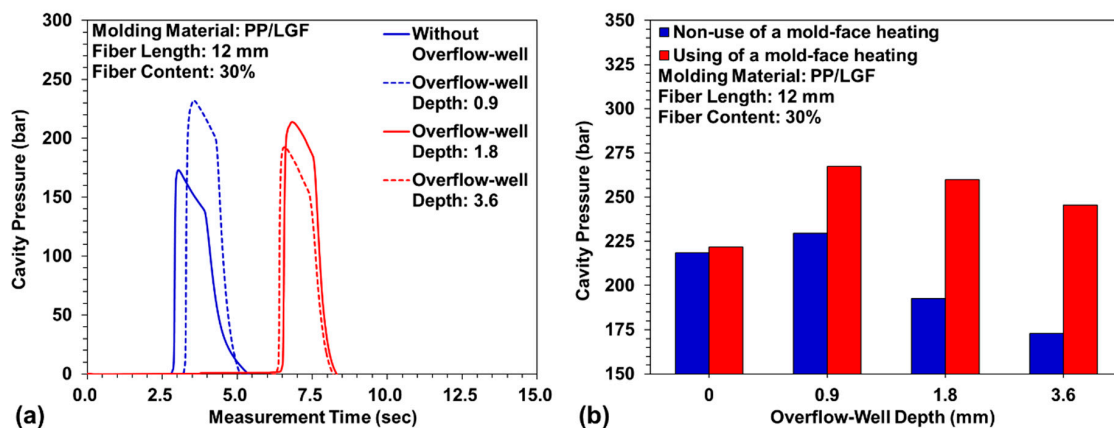 300
250
200
150
100
50
0
Cavity Pressure (bar)
Molding Material: PP/LGF
Fiber Length: 12 mm
Fiber Content: 30%
Without
Overflow-well
Overflow-well
Depth: 0.9
Overflow-well
Depth: 1.8
Overflow-well
Depth: 3.6
0.0 2.5 5.0 7.5 10.0 12.5 15.0
Measurement Time (sec)
(a)
350
325
300
275
250
225
200
175
150
Cavity Pressure (bar)
Non-use of a mold-face heating
Using of a mold-face heating
Molding Material: PP/LGF
Fiber Length: 12 mm
Fiber Content: 30%
0 0.9 1.8 3.6
Overflow-Well Depth (mm)
(b)